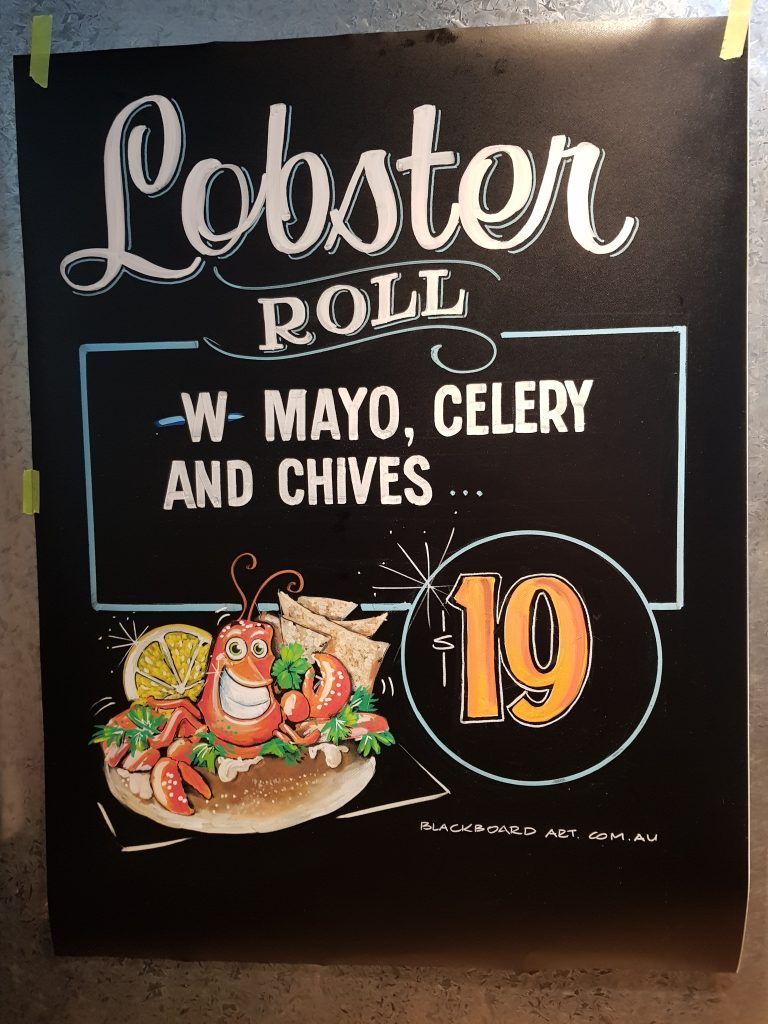 Lobster
ROLL
-W- MAYO, CELERY
AND CHIVES ...
$19
BLACKBOARD ART.COM.AU